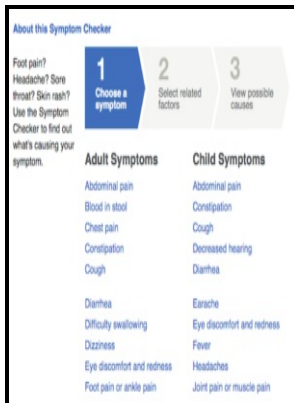 About this Symptom Checker
Foot pain?
Headache? Sore
throat? Skin rash?
Use the Symptom
Checker to find out
what's causing your
symptom.
1
Choose a
symptom
2
Select related
factors
3
View possible
causes
Adult Symptoms
Abdominal pain
Blood in stool
Chest pain
Constipation
Cough
Diarrhea
Difficulty swallowing
Dizziness
Eye discomfort and redness
Foot pain or ankle pain
Child Symptoms
Abdominal pain
Constipation
Cough
Decreased hearing
Diarrhea
Earache
Eye discomfort and redness
Fever
Headaches
Joint pain or muscle pain